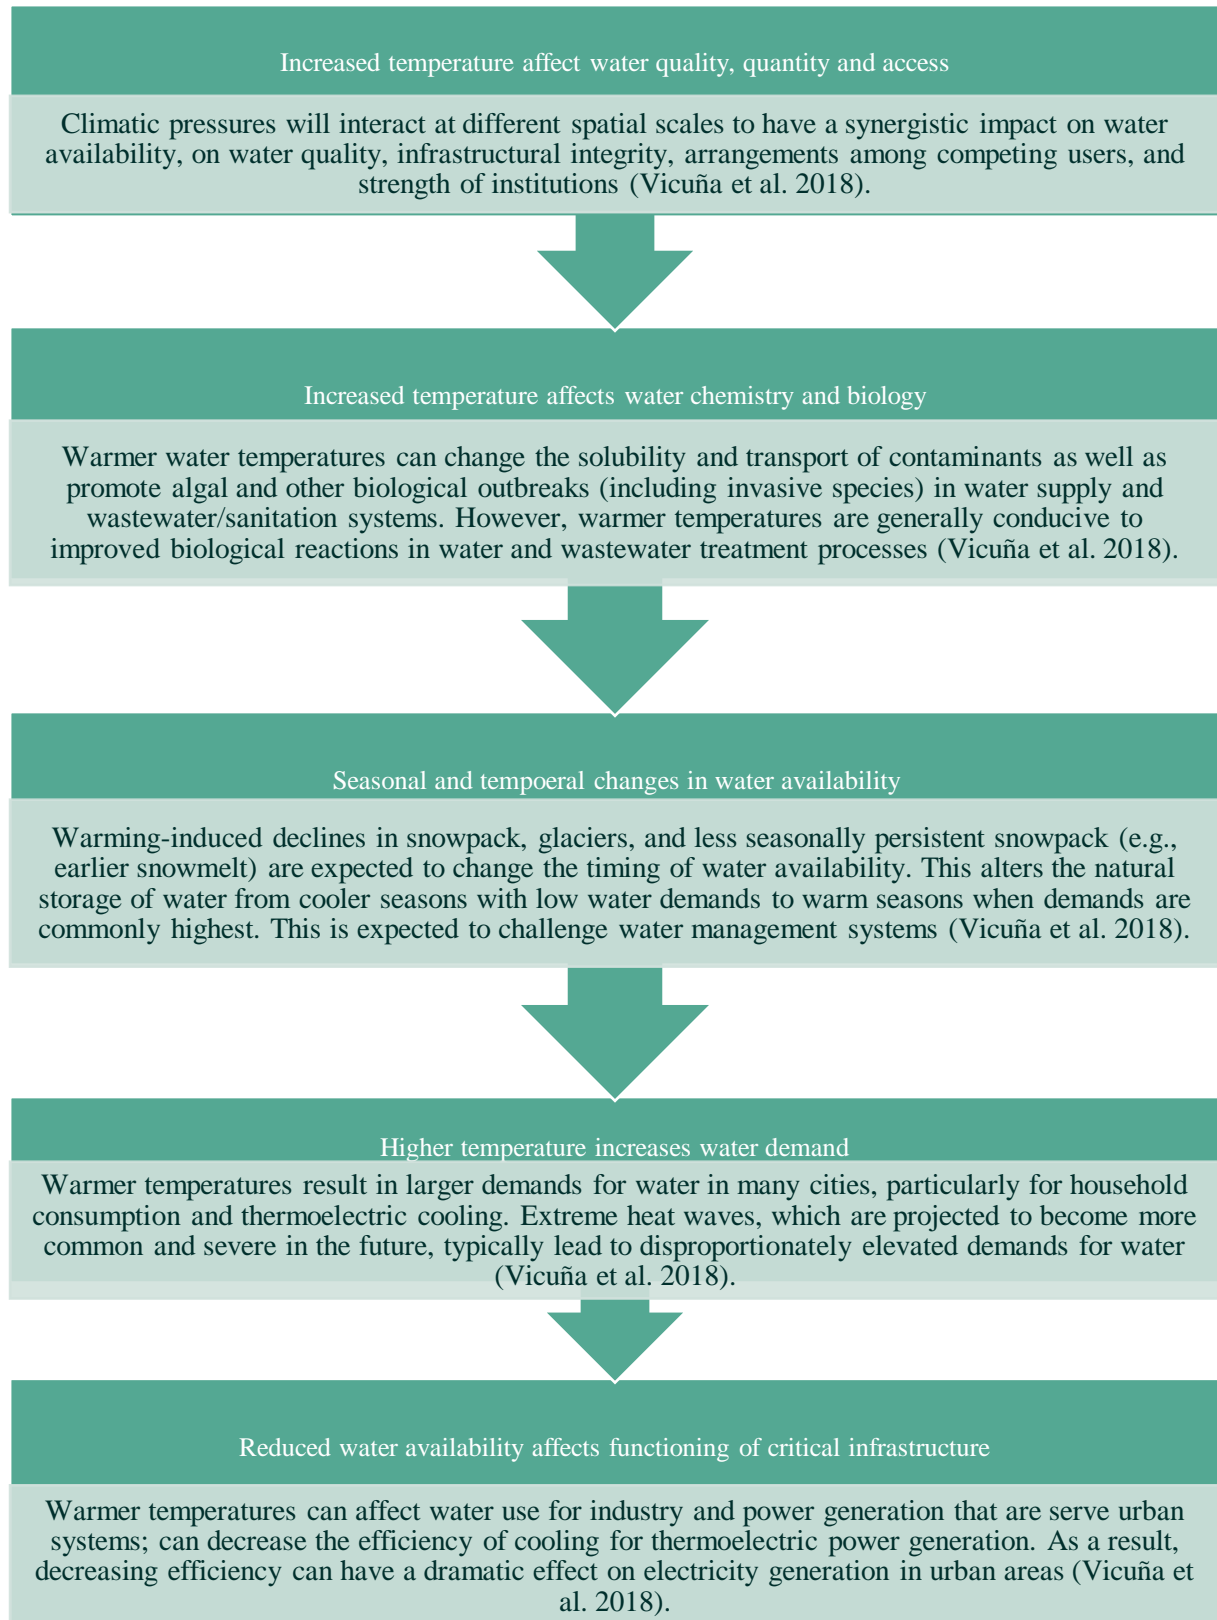 Increased temperature affect water quality, quantity and access
Climatic pressures will interact at different spatial scales to have a synergistic impact on water
availability, on water quality, infrastructural integrity, arrangements among competing users, and
strength of institutions (Vicuña et al. 2018).
Increased temperature affects water chemistry and biology
Warmer water temperatures can change the solubility and transport of contaminants as well as
promote algal and other biological outbreaks (including invasive species) in water supply and
wastewater/sanitation systems. However, warmer temperatures are generally conducive to
improved biological reactions in water and wastewater treatment processes (Vicuña et al. 2018).
Seasonal and tempoeral changes in water availability
Warming-induced declines in snowpack, glaciers, and less seasonally persistent snowpack (e.g.,
earlier snowmelt) are expected to change the timing of water availability. This alters the natural
storage of water from cooler seasons with low water demands to warm seasons when demands are
commonly highest. This is expected to challenge water management systems (Vicuña et al. 2018).
Higher temperature increases water demand
Warmer temperatures result in larger demands for water in many cities, particularly for household
consumption and thermoelectric cooling. Extreme heat waves, which are projected to become more
common and severe in the future, typically lead to disproportionately elevated demands for water
(Vicuña et al. 2018).
Reduced water availability affects functioning of critical infrastructure
Warmer temperatures can affect water use for industry and power generation that are serve urban
systems; can decrease the efficiency of cooling for thermoelectric power generation. As a result,
decreasing efficiency can have a dramatic effect on electricity generation in urban areas (Vicuña et
al. 2018).